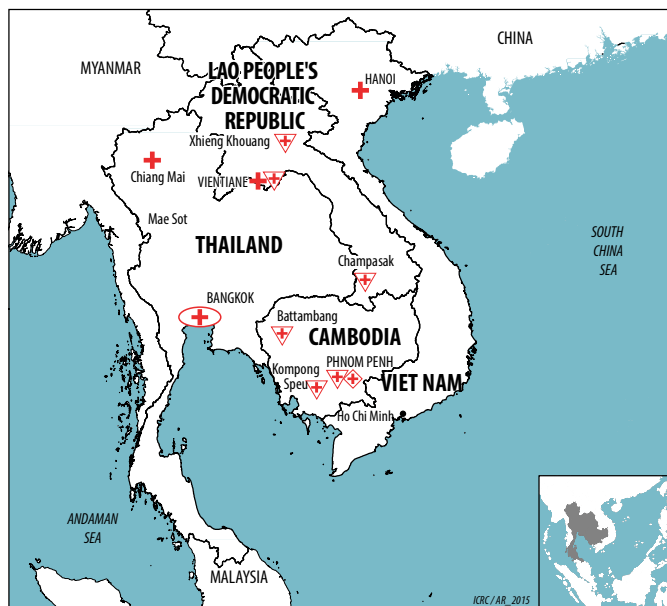 CHINA
MYANMAR
LAO PEOPLE'S
DEMOCRATIC
REPUBLIC
HANOI
Xhieng Khouang
Chiang Mai
VIENTIANE
Mae Sot
THAILAND
SOUTH
CHINA
SEA
Champasak
BANGKOK
Battambang
CAMBODIA
PHNOM PENH
Kompong
Speu
VIET NAM
Ho Chi Minh
ANDAMAN
SEA
MALAYSIA
ICRC / AR_2015